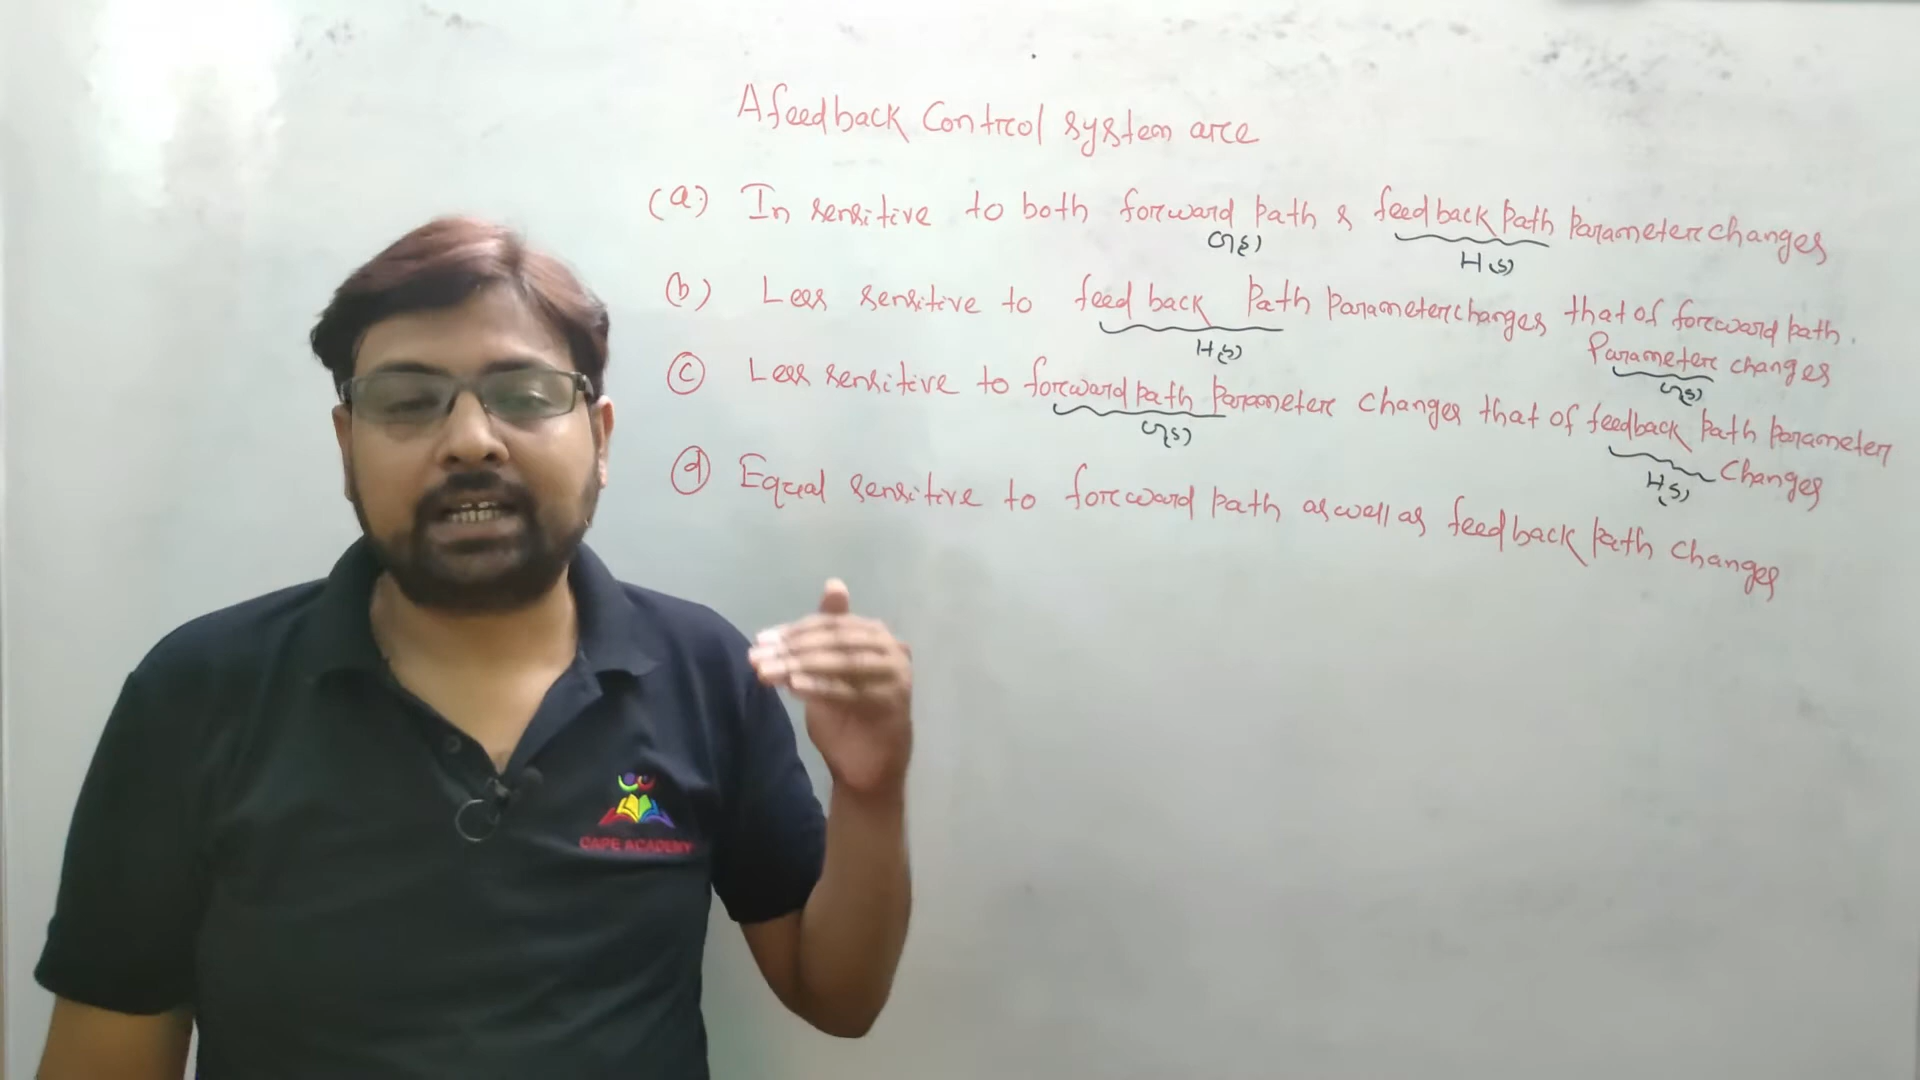 A feedback Control system are
(a) In sensitive to both forward path & feedback path Parameter changes
G(s) H(s)
(b) Less sensitive to feed back Path Parameter changes that of forward path.
Parameter changes
H(s) G(s)
(c) Less sensitive to forward path Parameter changes that of feedback path parameter
Changes
G(s) H(s)
(d) Equal sensitive to forward path as well as feedback path changes
CAPE ACADEMY